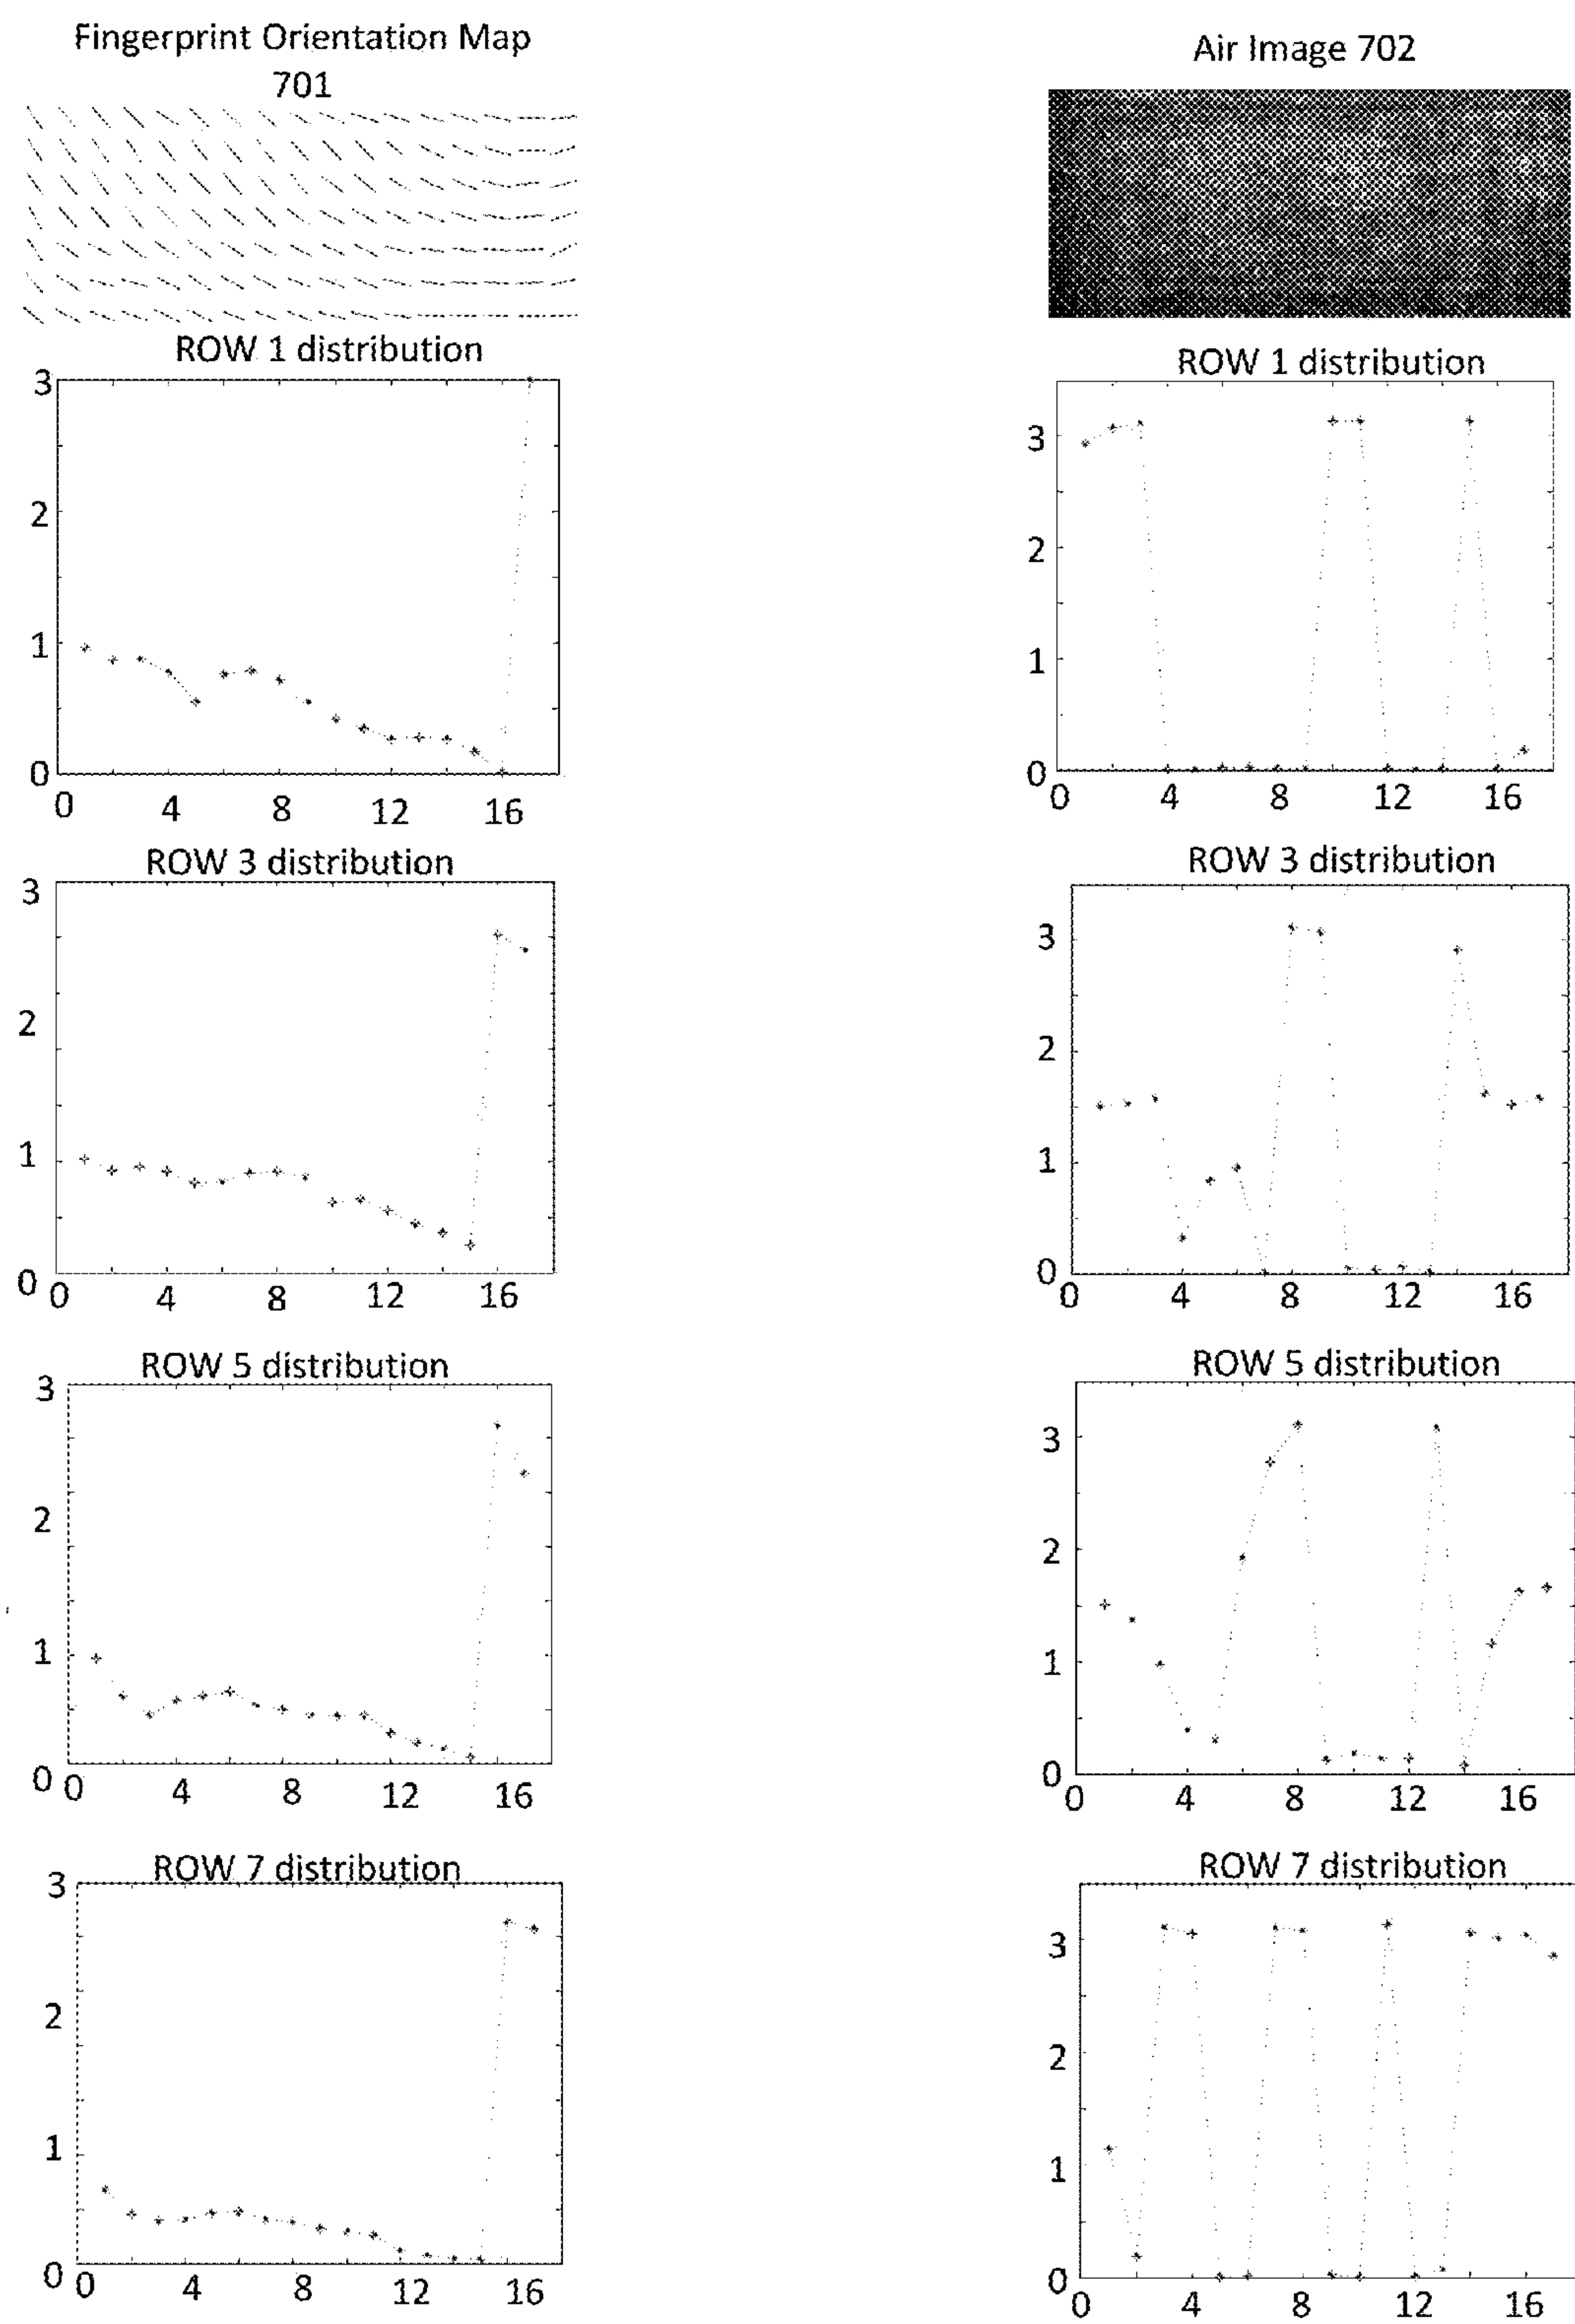 Fingerprint Orientation Map
701
ROW 1 distribution
3
2
1
0
0 4 8 12 16
ROW 3 distribution
3
2
1
0
0 4 8 12 16
ROW 5 distribution
3
2
1
0
0 4 8 12 16
ROW 7 distribution
3
2
1
0
0 4 8 12 16
Air Image 702
ROW 1 distribution
3
2
1
0
0 4 8 12 16
ROW 3 distribution
3
2
1
0
0 4 8 12 16
ROW 5 distribution
3
2
1
0
0 4 8 12 16
ROW 7 distribution
3
2
1
0
0 4 8 12 16